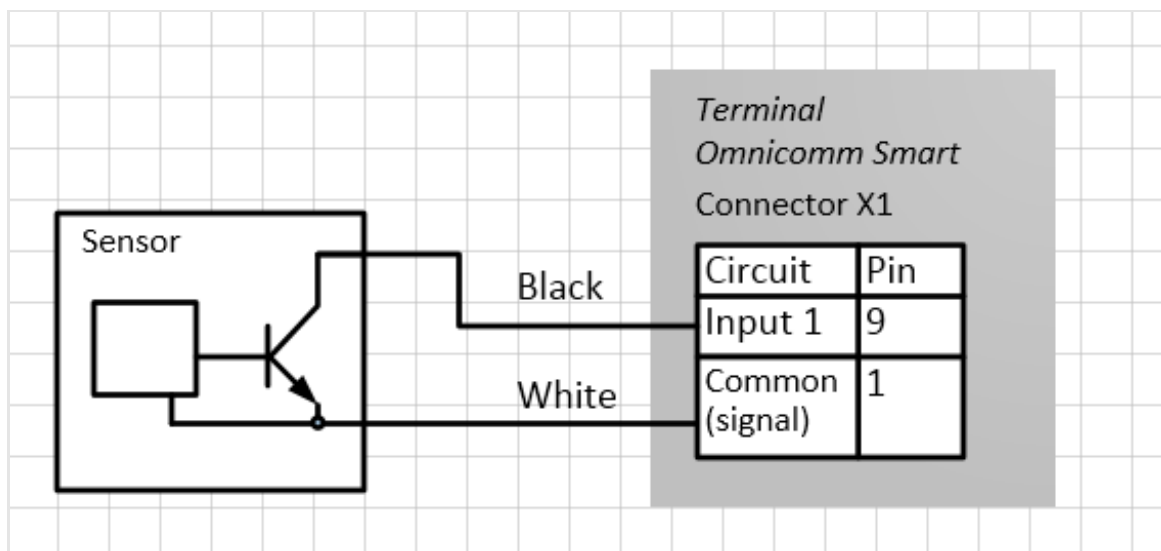 Terminal
Omnicomm Smart
Connector X1
Sensor
Circuit Pin
Black
Input 1 9
White
Common 1
(signal)